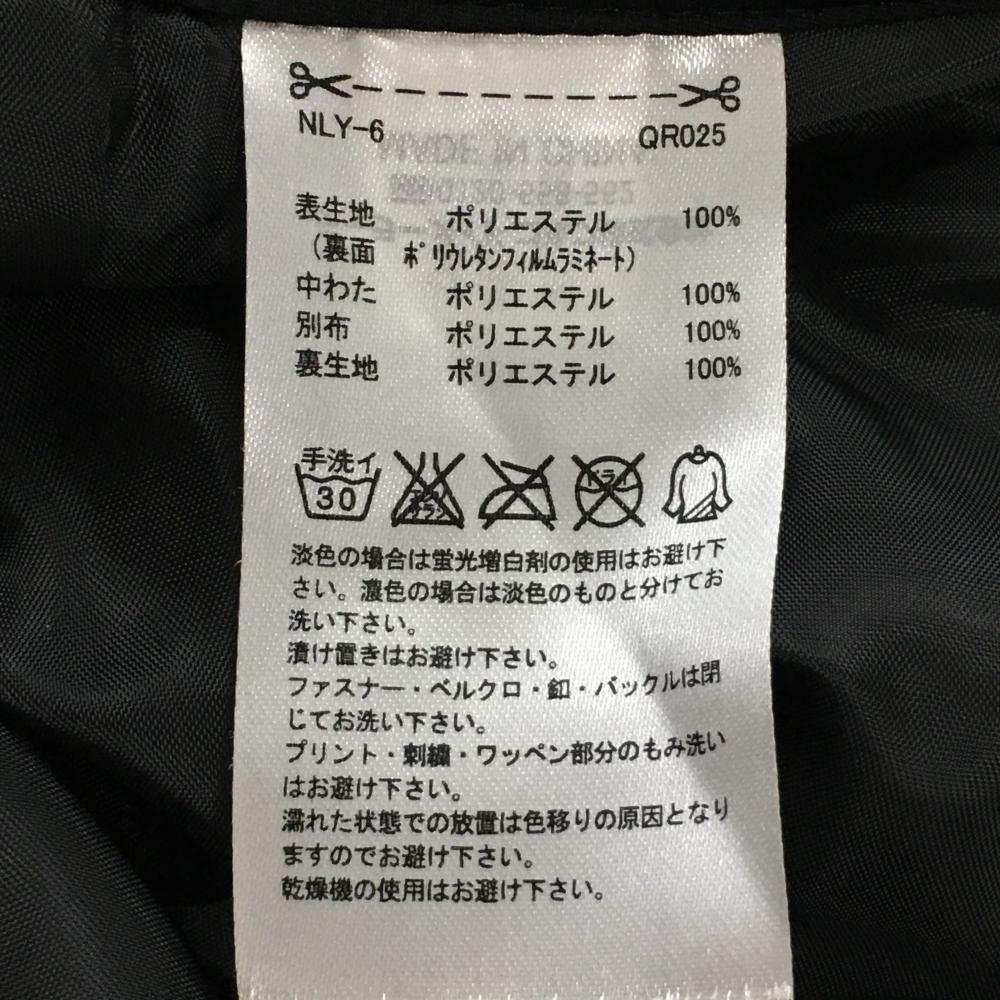 NLY-6 QR025
表生地 ポリエステル 100%
(裏面 ポリウレタンフィルムラミネート)
中わた ポリエステル 100%
別布 ポリエステル 100%
裏生地 ポリエステル 100%
手洗イ
30
エンソ
サラシ
ドライ
淡色の場合は蛍光増白剤の使用はお避け下
さい。濃色の場合は淡色のものと分けてお
洗い下さい。
漬け置きはお避け下さい。
ファスナー・ベルクロ・釦・バックルは閉
じてお洗い下さい。
プリント・刺繍・ワッペン部分のもみ洗い
はお避け下さい。
濡れた状態での放置は色移りの原因となり
ますのでお避け下さい。
乾燥機の使用はお避け下さい。